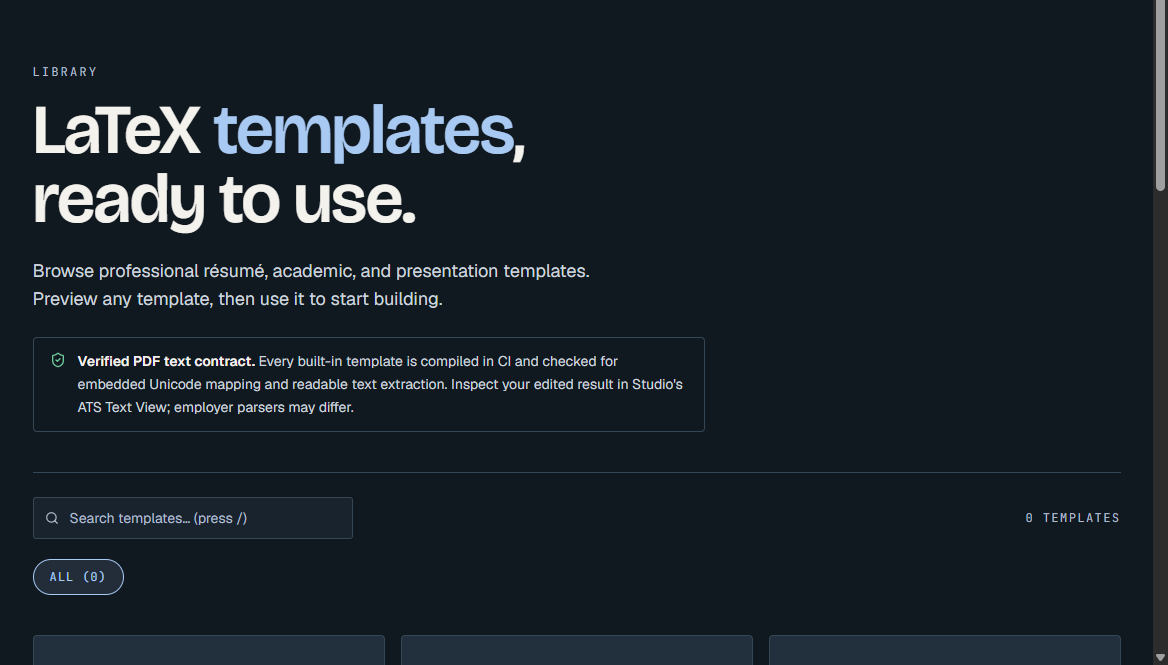 LIBRARY
LaTeX templates,
ready to use.
Browse professional résumé, academic, and presentation templates.
Preview any template, then use it to start building.
Verified PDF text contract. Every built-in template is compiled in CI and checked for
embedded Unicode mapping and readable text extraction. Inspect your edited result in Studio's
ATS Text View; employer parsers may differ.
Search templates… (press /)
0 TEMPLATES
ALL (0)